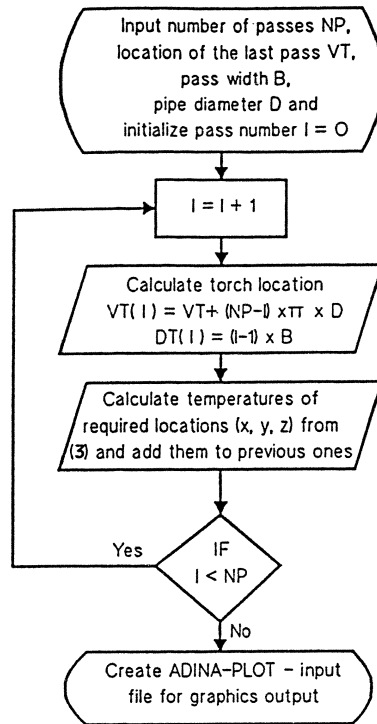 Input number of passes NP,
location of the last pass VT,
pass width B,
pipe diameter D and
initialize pass number I = O
I = I + 1
Calculate torch location
VT( I ) = VT+ (NP-I) xπ x D
DT(I) = (I-1) x B
Calculate temperatures of
required locations (x, y, z) from
(3) and add them to previous ones
Yes
IF
I < NP
No
Create ADINA-PLOT - input
file for graphics output